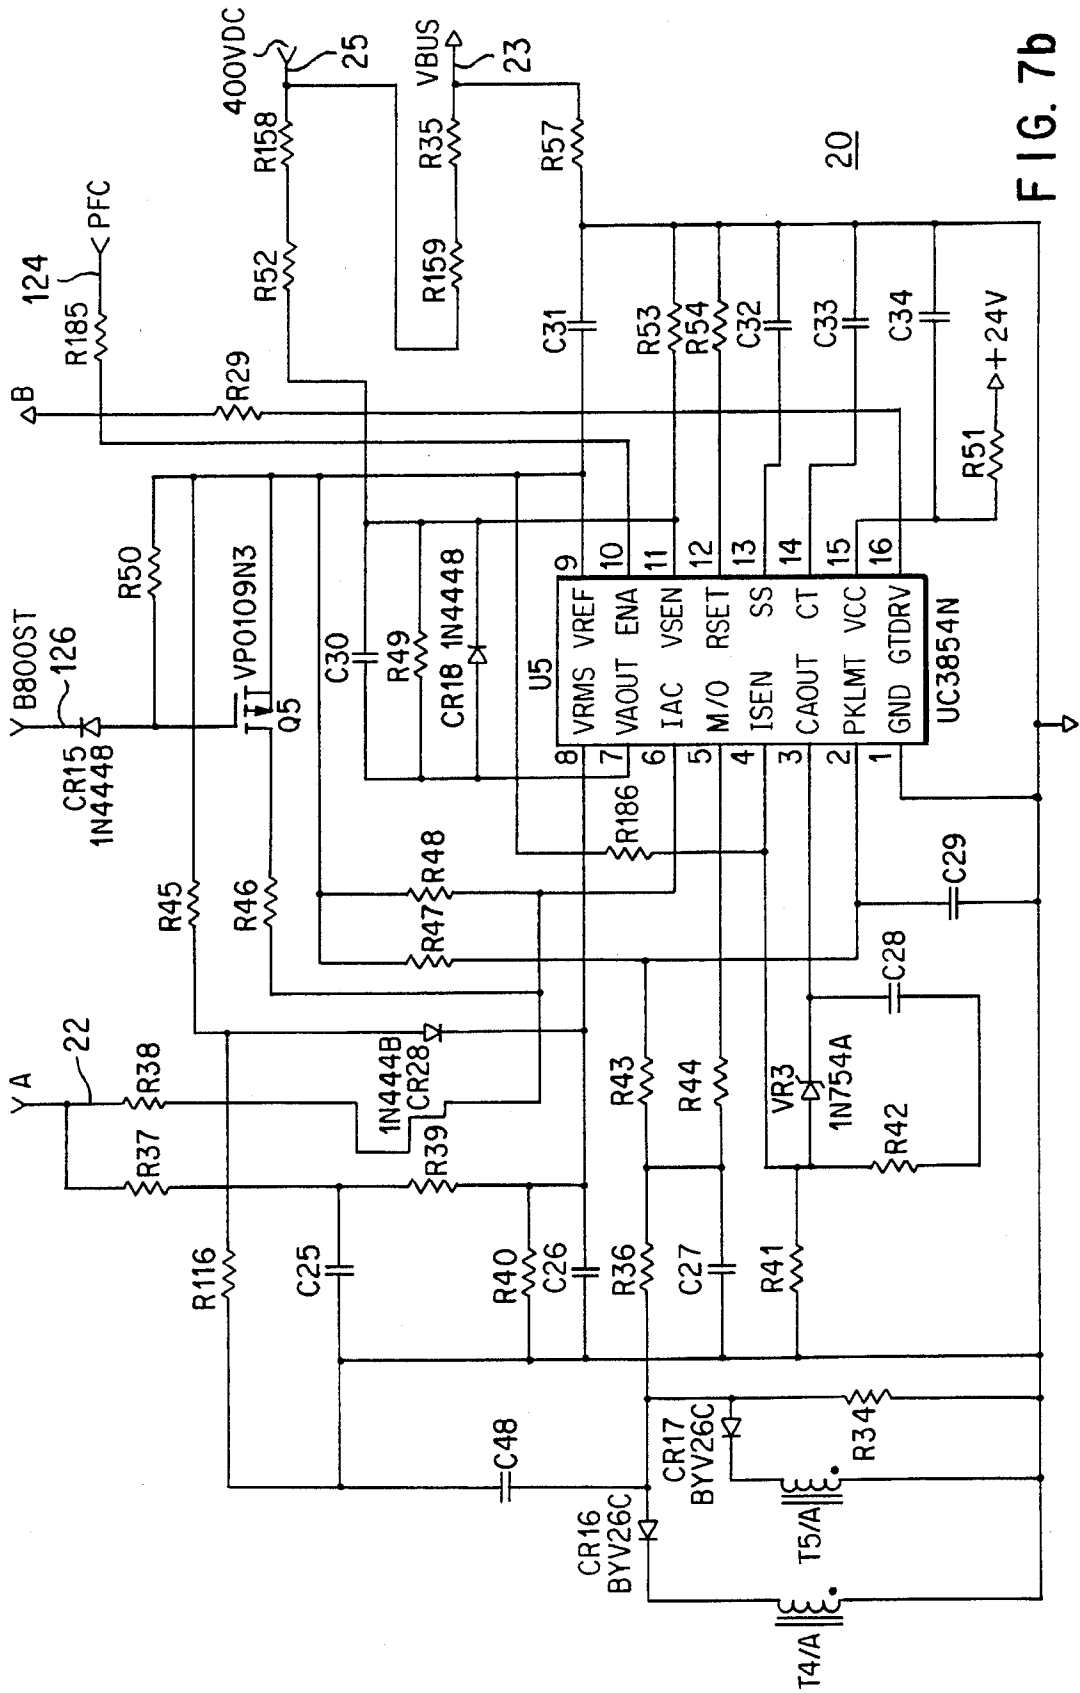 400VDC
25
VBUS
23
R158
R35
R57
R52
R159
124
PFC
R185
B
R29
C31
R53
R54
C32
C33
C34
+24V
R51
20
FIG. 7b
B800ST
126
CR15
1N4448
R50
VP0109N3
Q5
C30
R49
CR18 1N4448
U5
9
10
11
12
13
14
15
16
VRMS VREF
VAOUT ENA
IAC VSEN
M/O RSET
ISEN SS
CAOUT CT
PKLMT VCC
GND GTDRV
UC3854N
8
7
6
5
4
3
2
1
R186
R45
R46
R48
R47
C29
C28
A
22
R38
R37
1N444B
CR28
R39
R43
R44
VR3
1N754A
R42
R116
C25
R40
C26
R36
C27
R41
C48
CR17
BYV26C
R34
CR16
BYV26C
T5/A
T4/A